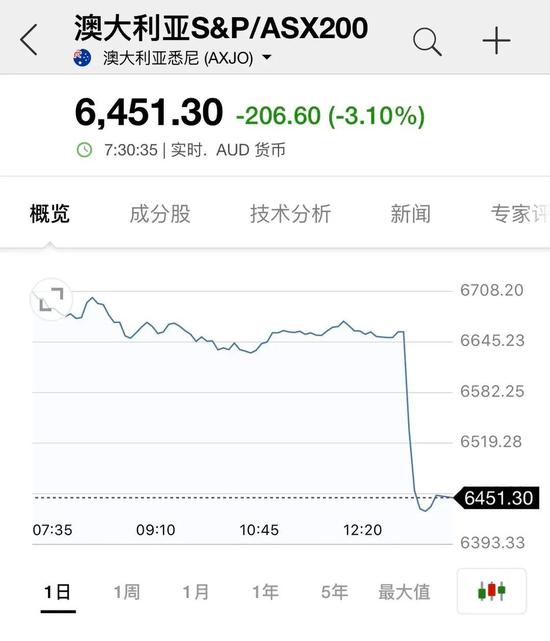 澳大利亚S&P/ASX200
澳大利亚悉尼 (AXJO)
6,451.30 -206.60 (-3.10%)
7:30:35 | 实时. AUD 货币
概览 成分股 技术分析 新闻 专家评
6708.20
6645.23
6582.25
6519.28
6451.30
07:35 09:10 10:45 12:20
6393.33
1日 1周 1月 1年 5年 最大值